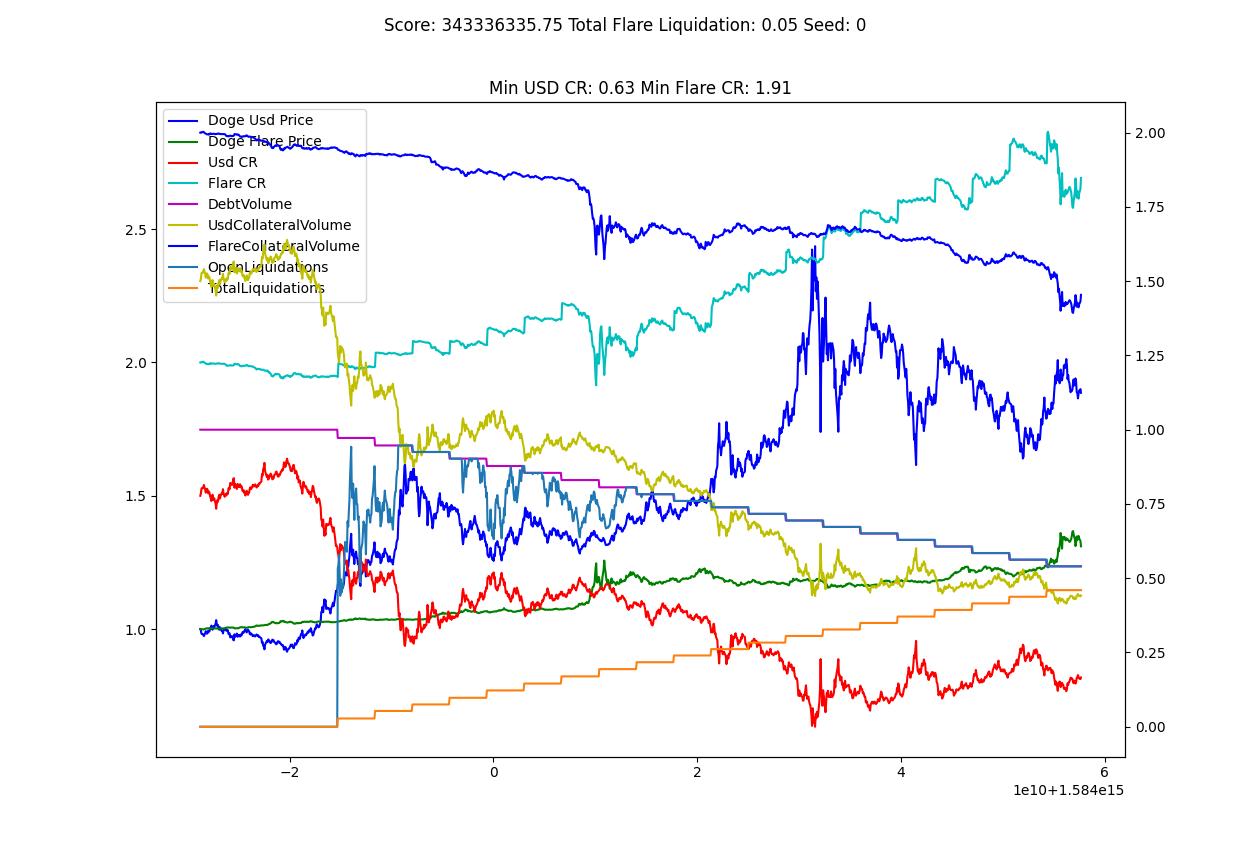 Score: 343336335.75 Total Flare Liquidation: 0.05 Seed: 0
Min USD CR: 0.63 Min Flare CR: 1.91
Doge Usd Price
Doge Flare Price
Usd CR
Flare CR
DebtVolume
UsdCollateralVolume
FlareCollateralVolume
OpenLiquidations
TotalLiquidations
2.5
2.0
1.5
1.0
2.00
1.75
1.50
1.25
1.00
0.75
0.50
0.25
0.00
−2
0
2
4
6
1e10+1.584e15